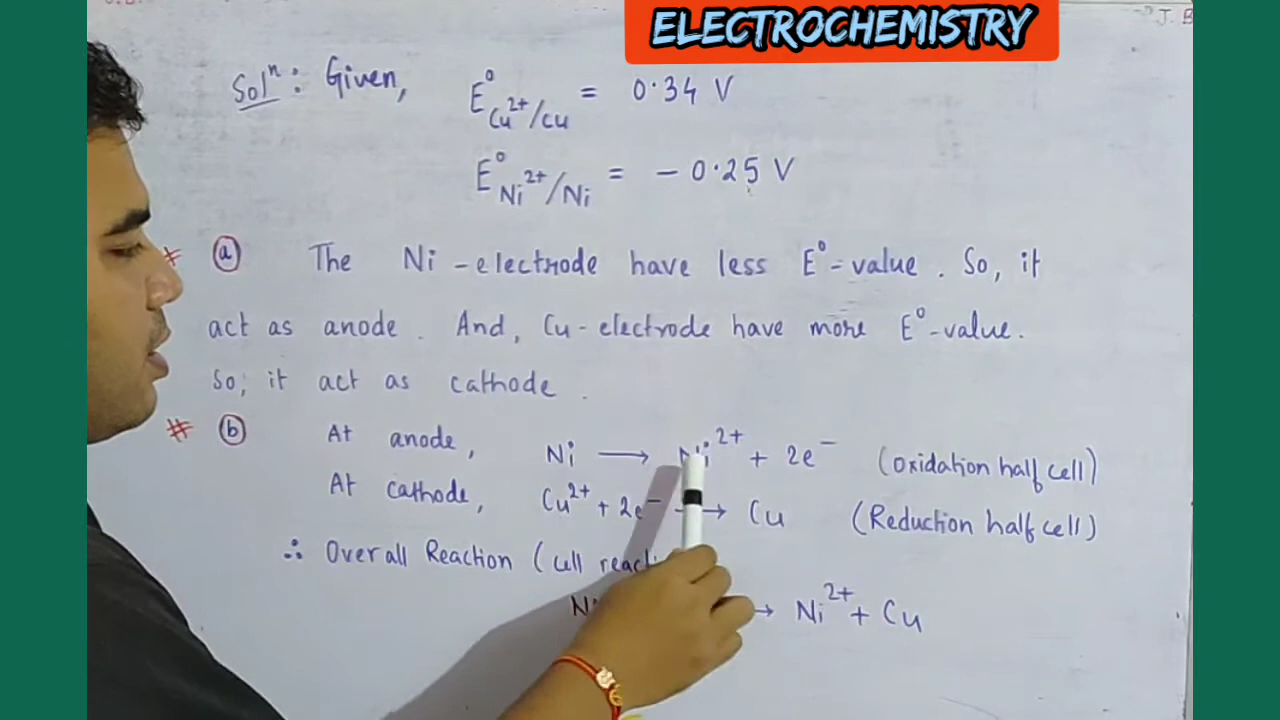 ELECTROCHEMISTRY
J. B
Solⁿ : Given, E°Cu²⁺/Cu = 0.34 V
E°Ni²⁺/Ni = - 0.25 V
# (a) The Ni - electrode have less E°- value . So, it
act as anode . And, Cu - electrode have more E°-value.
So, it act as cathode .
# (b) At anode, Ni ⟶ Ni²⁺ + 2e⁻ (Oxidation half cell)
At cathode, Cu²⁺ + 2e⁻ ⟶ Cu (Reduction half cell)
∴ Overall Reaction (Cell
→ Ni²⁺ + Cu